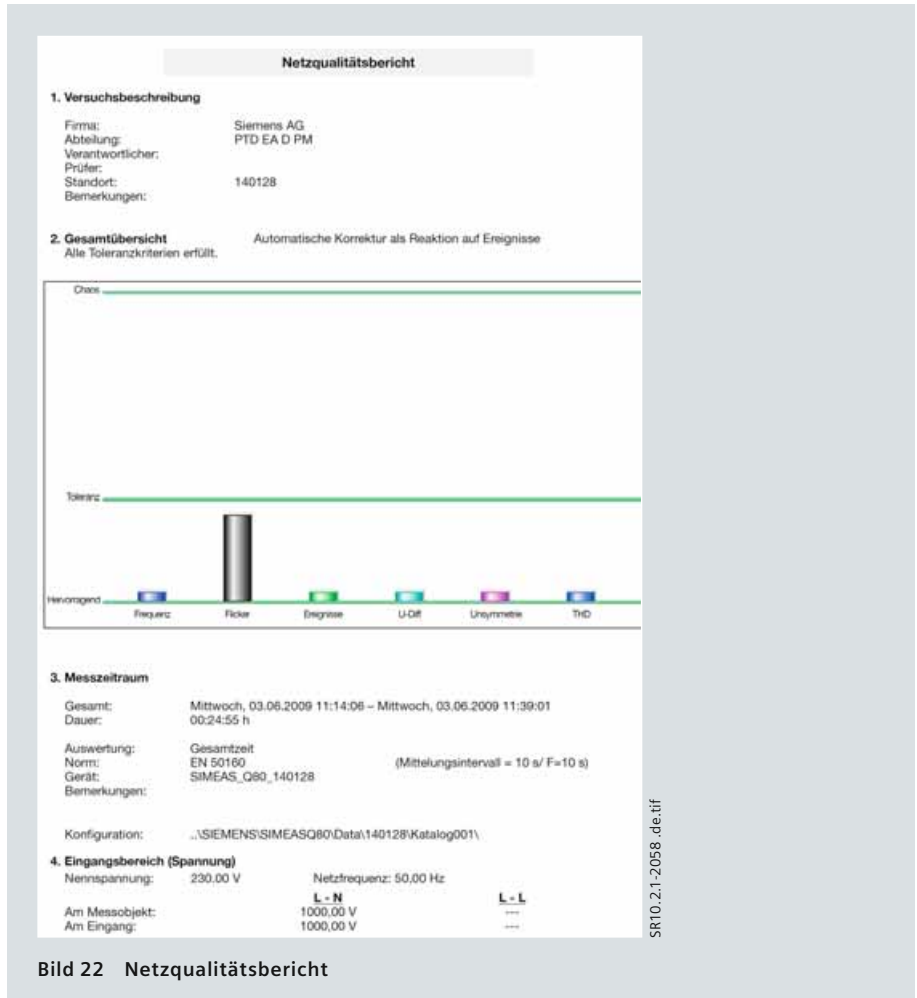 Netzqualitätsbericht
1. Versuchsbeschreibung
Firma: Siemens AG
Abteilung: PTD EA D PM
Verantwortlicher:
Prüfer:
Standort: 140128
Bemerkungen:
2. Gesamtübersicht Automatische Korrektur als Reaktion auf Ereignisse
Alle Toleranzkriterien erfüllt.
Chaos
Toleranz
Hervorragend
Frequenz Flicker Ereignisse U-Diff Unsymmetrie THD
3. Messzeitraum
Gesamt: Mittwoch, 03.06.2009 11:14:06 – Mittwoch, 03.06.2009 11:39:01
Dauer: 00:24:55 h
Auswertung: Gesamtzeit
Norm: EN 50160 (Mittelungsintervall = 10 s/ F=10 s)
Gerät: SIMEAS_Q80_140128
Bemerkungen:
Konfiguration: ..\SIEMENS\SIMEASQ80\Data\140128\Katalog001\
4. Eingangsbereich (Spannung)
Nennspannung: 230,00 V Netzfrequenz: 50,00 Hz
L - N L - L
Am Messobjekt: 1000,00 V ---
Am Eingang: 1000,00 V ---
SR10.2.1-2058 .de.tif
Bild 22 Netzqualitätsbericht